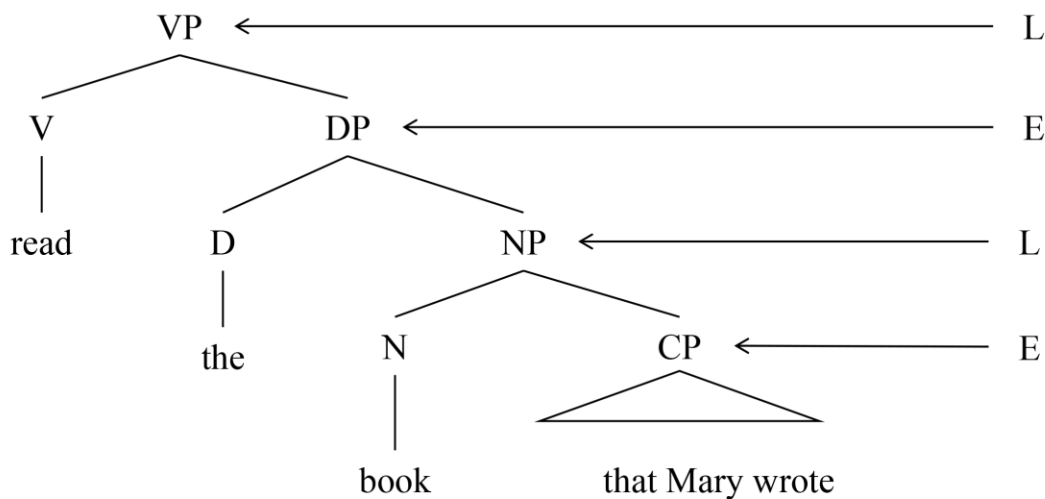 VP L
V DP E
read D NP L
the N CP E
book that Mary wrote